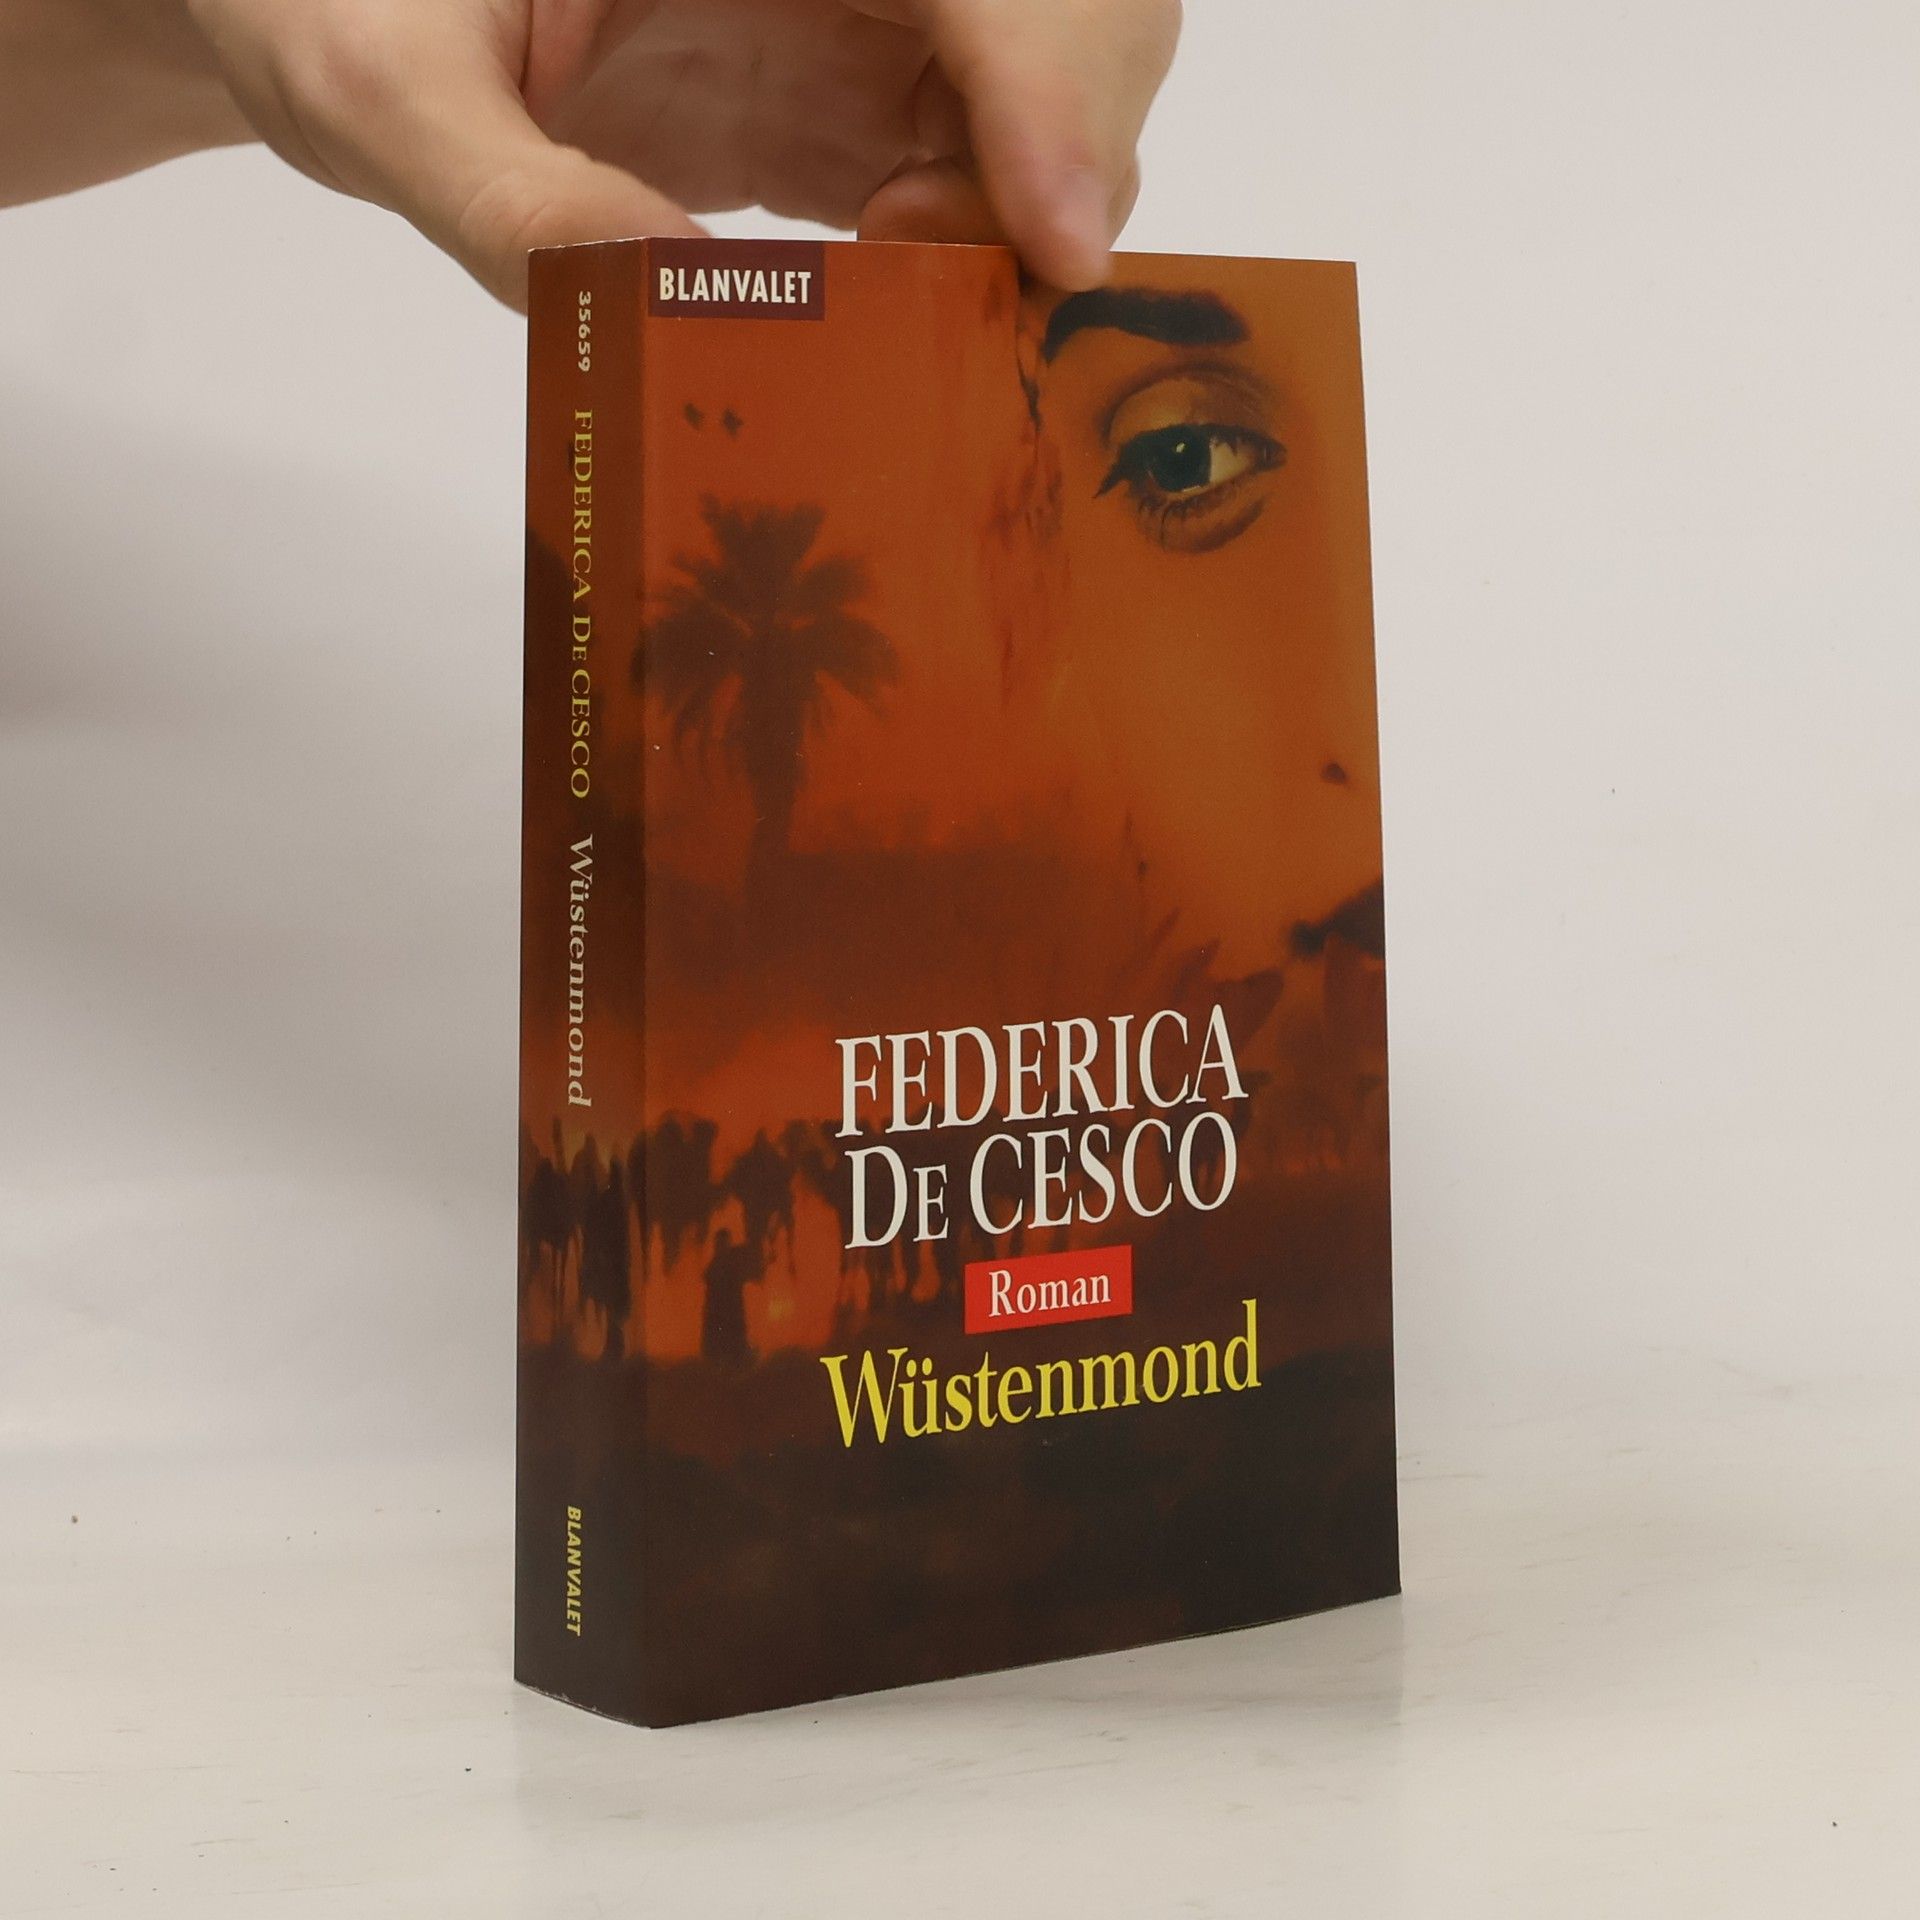 BLANVALET
FEDERICA
DE CESCO
Roman
Wüstenmond
35659 FEDERICA DE CESCO Wüstenmond BLANVALET